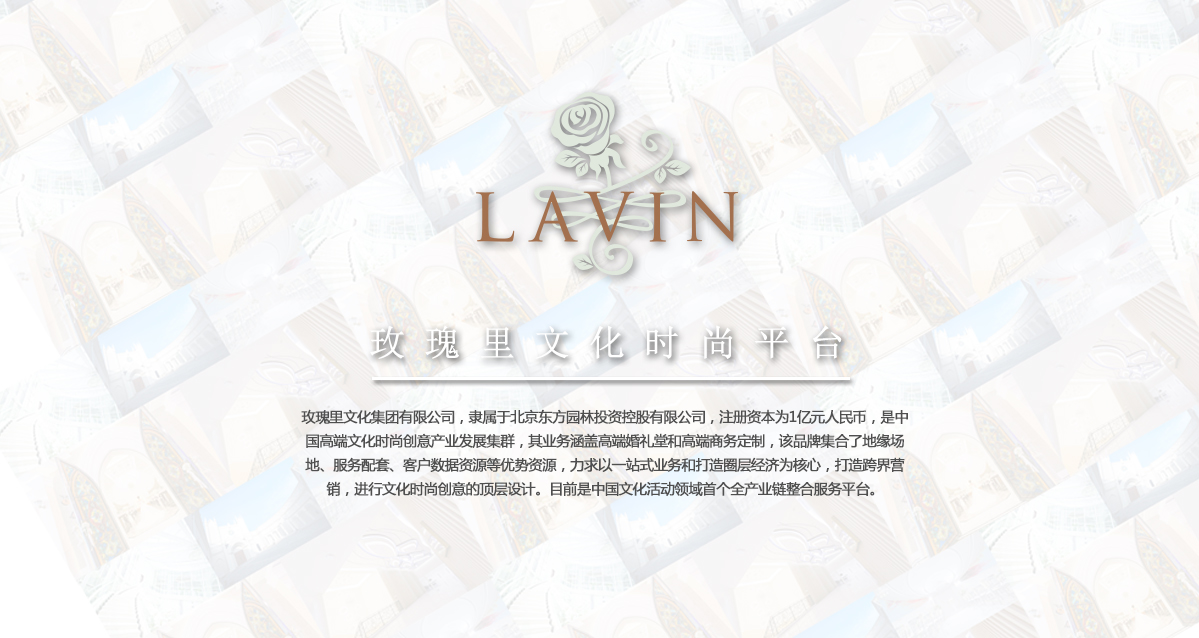 LAVIN
玫瑰里文化时尚平台
玫瑰里文化集团有限公司，隶属于北京东方园林投资控股有限公司，注册资本为1亿元人民币，是中
国高端文化时尚创意产业发展集群，其业务涵盖高端婚礼堂和高端商务定制，该品牌集合了地缘场
地、服务配套、客户数据资源等优势资源，力求以一站式业务和打造圈层经济为核心，打造跨界营
销，进行文化时尚创意的顶层设计。目前是中国文化活动领域首个全产业链整合服务平台。